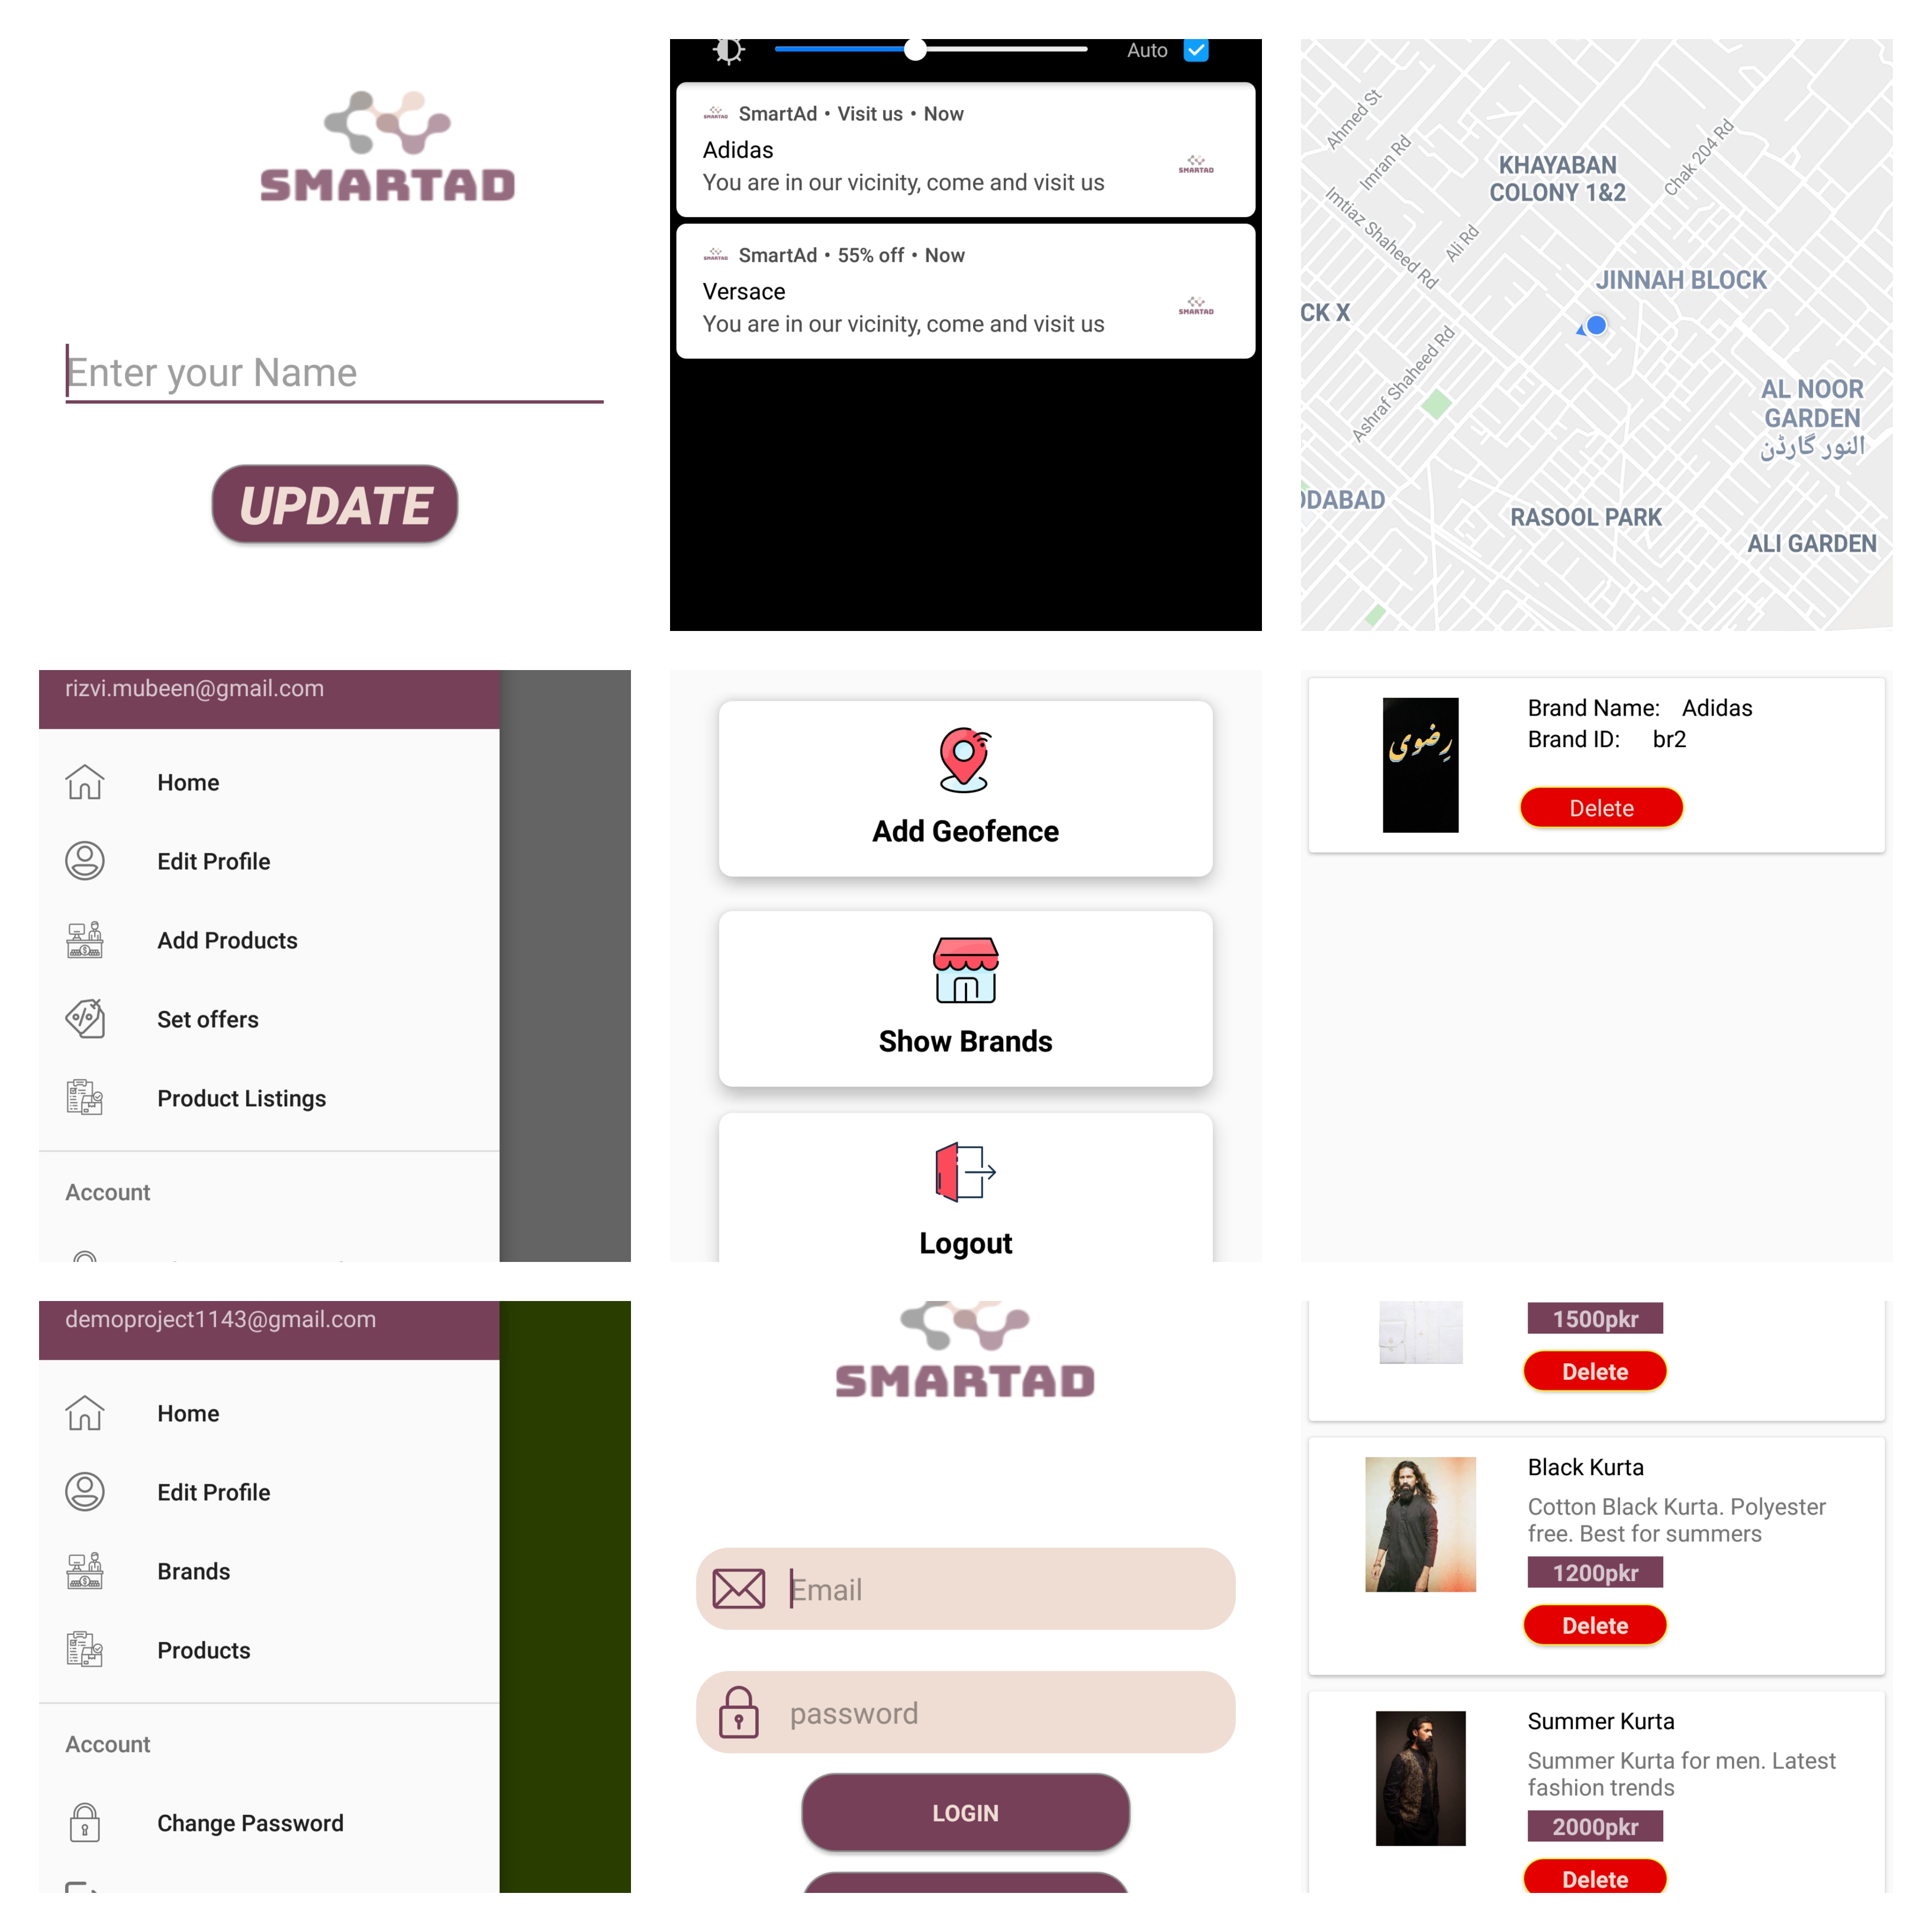 SMARTAD
Enter your Name
UPDATE
Auto
SMARTAD
SmartAd • Visit us • Now
Adidas
You are in our vicinity, come and visit us
SMARTAD
SMARTAD
SmartAd • 55% off • Now
Versace
You are in our vicinity, come and visit us
SMARTAD
Ahmed St
Imran Rd
KHAYABAN
COLONY 1&2
Chak 204 Rd
Imtiaz Shaheed Rd
Ali Rd
JINNAH BLOCK
CK X
Ashraf Shaheed Rd
AL NOOR
GARDEN
النور گارڈن
ODABAD
RASOOL PARK
ALI GARDEN
rizvi.mubeen@gmail.com
Home
Edit Profile
Add Products
Set offers
Product Listings
Account
Add Geofence
Show Brands
Logout
رضوی
Brand Name: Adidas
Brand ID: br2
Delete
demoproject1143@gmail.com
Home
Edit Profile
Brands
Products
Account
Change Password
SMARTAD
Email
password
LOGIN
1500pkr
Delete
Black Kurta
Cotton Black Kurta. Polyester
free. Best for summers
1200pkr
Delete
Summer Kurta
Summer Kurta for men. Latest
fashion trends
2000pkr
Delete